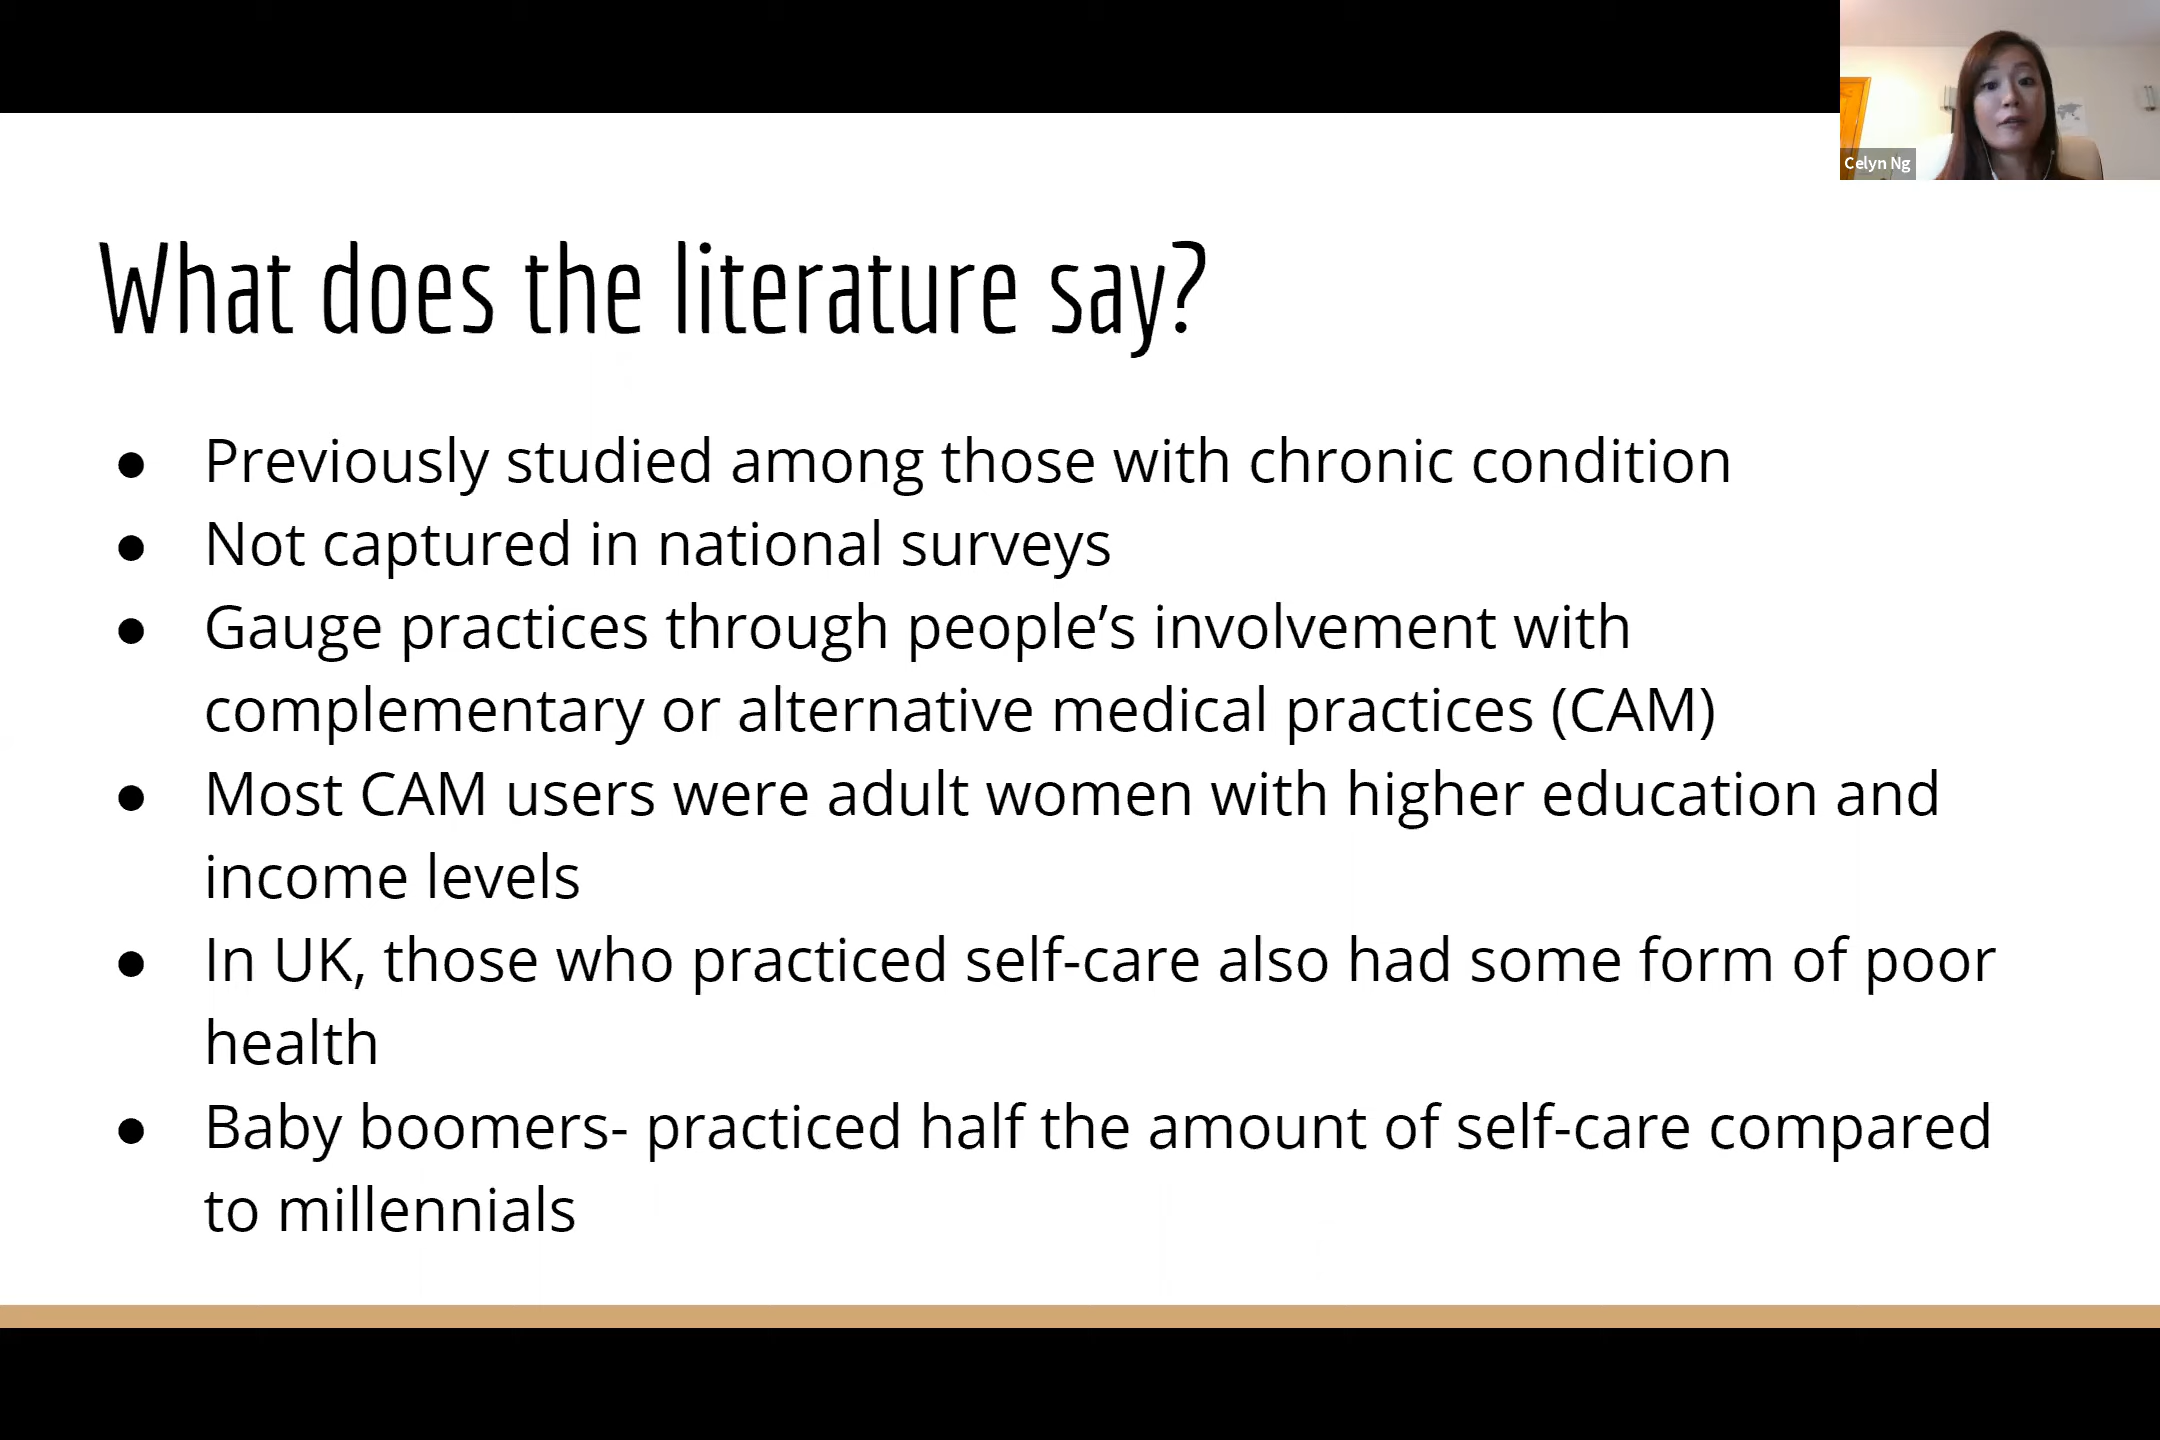 Celyn Ng
What does the literature say?
● Previously studied among those with chronic condition
● Not captured in national surveys
● Gauge practices through people’s involvement with
complementary or alternative medical practices (CAM)
● Most CAM users were adult women with higher education and
income levels
● In UK, those who practiced self-care also had some form of poor
health
● Baby boomers- practiced half the amount of self-care compared
to millennials